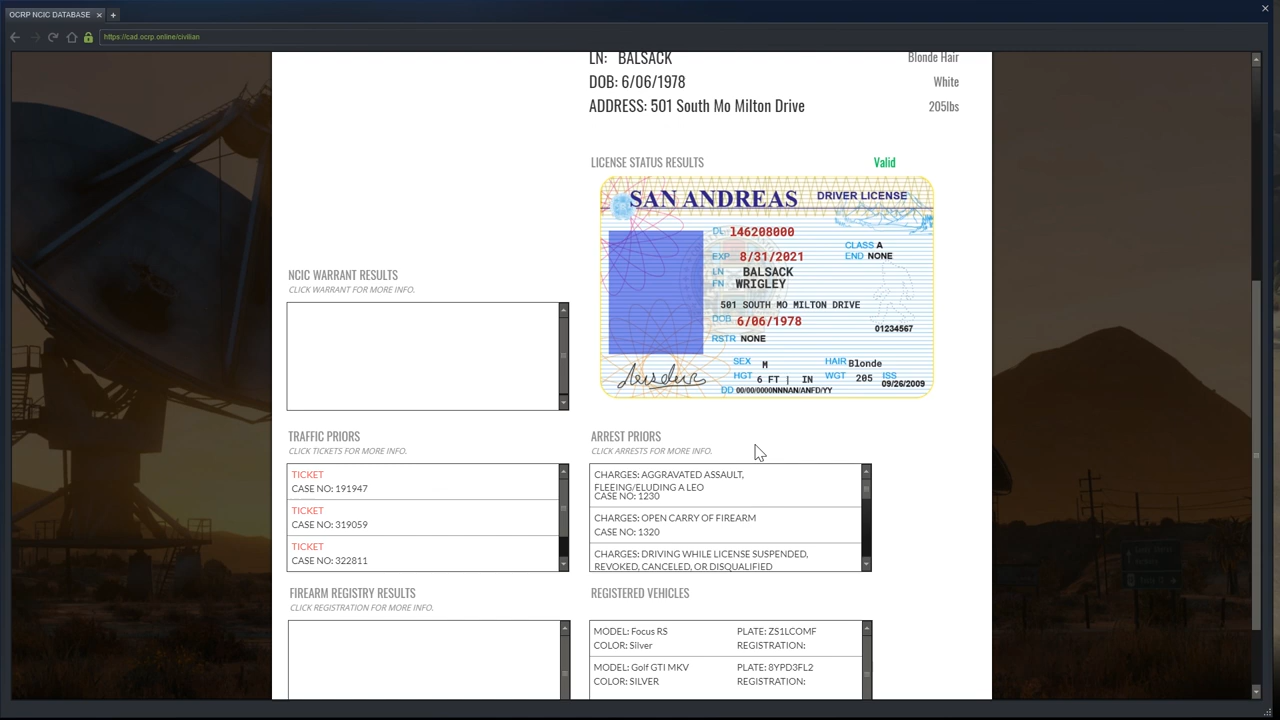 OCRP NCIC DATABASE
https://cad.ocrp.online/civilian
LN: BALSACK
Blonde Hair
DOB: 6/06/1978
White
ADDRESS: 501 South Mo Milton Drive
205lbs
LICENSE STATUS RESULTS
Valid
SAN ANDREAS
DRIVER LICENSE
DL 146208000
CLASS A
EXP 8/31/2021
END NONE
LN BALSACK
FN WRIGLEY
501 SOUTH MO MILTON DRIVE
DOB 6/06/1978
01234567
RSTR NONE
SEX M
HAIR Blonde
HGT 6 FT | IN
WGT 205
ISS
09/26/2009
DD 00/00/0000NNNAN/ANFD/YY
NCIC WARRANT RESULTS
CLICK WARRANT FOR MORE INFO.
TRAFFIC PRIORS
CLICK TICKETS FOR MORE INFO.
TICKET
CASE NO: 191947
TICKET
CASE NO: 319059
TICKET
CASE NO: 322811
ARREST PRIORS
CLICK ARRESTS FOR MORE INFO.
CHARGES: AGGRAVATED ASSAULT,
FLEEING/ELUDING A LEO
CASE NO: 1230
CHARGES: OPEN CARRY OF FIREARM
CASE NO: 1320
CHARGES: DRIVING WHILE LICENSE SUSPENDED,
REVOKED, CANCELED, OR DISQUALIFIED
FIREARM REGISTRY RESULTS
CLICK REGISTRATION FOR MORE INFO.
REGISTERED VEHICLES
MODEL: Focus RS
PLATE: ZS1LCOMF
COLOR: Silver
REGISTRATION:
MODEL: Golf GTI MKV
PLATE: 8YPD3FL2
COLOR: SILVER
REGISTRATION: